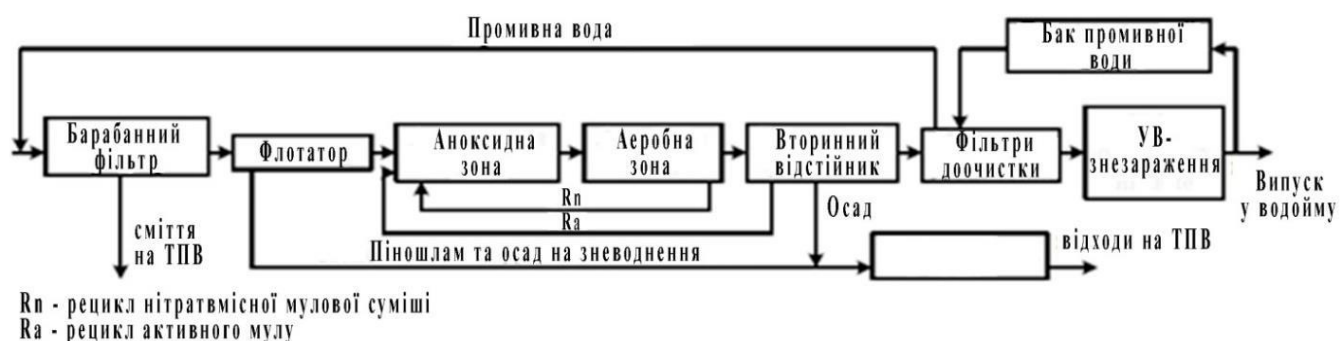 Промивна вода
Бак промивної
води
Барабанний
фільтр
Флотатор
Аноксидна
зона
Аеробна
зона
Вторинний
відстійник
Фільтри
доочистки
УВ-
знезараження
Випуск
у водойму
Rn
Ra
Осад
сміття
на ТПВ
Піношлам та осад на зневоднення
відходи на ТПВ
Rn - рецикл нітратвмісної мулової суміші
Ra - рецикл активного мулу